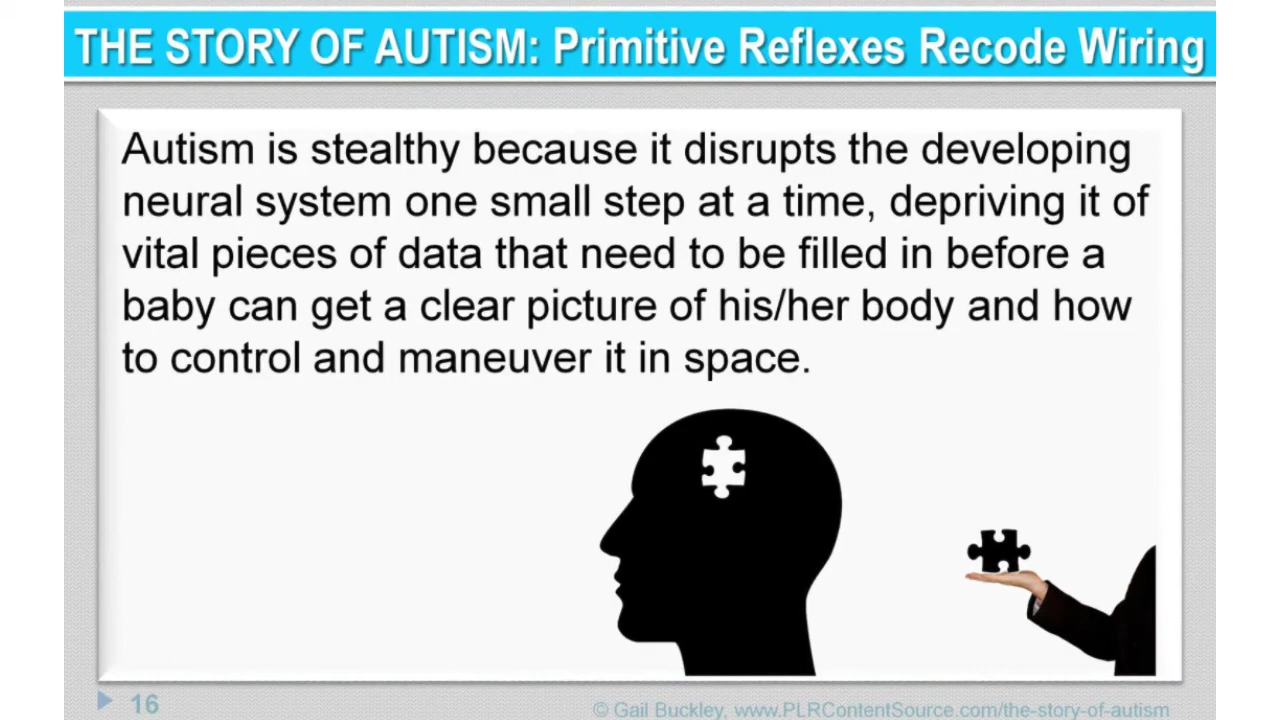 THE STORY OF AUTISM: Primitive Reflexes Recode Wiring
Autism is stealthy because it disrupts the developing
neural system one small step at a time, depriving it of
vital pieces of data that need to be filled in before a
baby can get a clear picture of his/her body and how
to control and maneuver it in space.
16
© Gail Buckley, www.PLRContentSource.com/the-story-of-autism